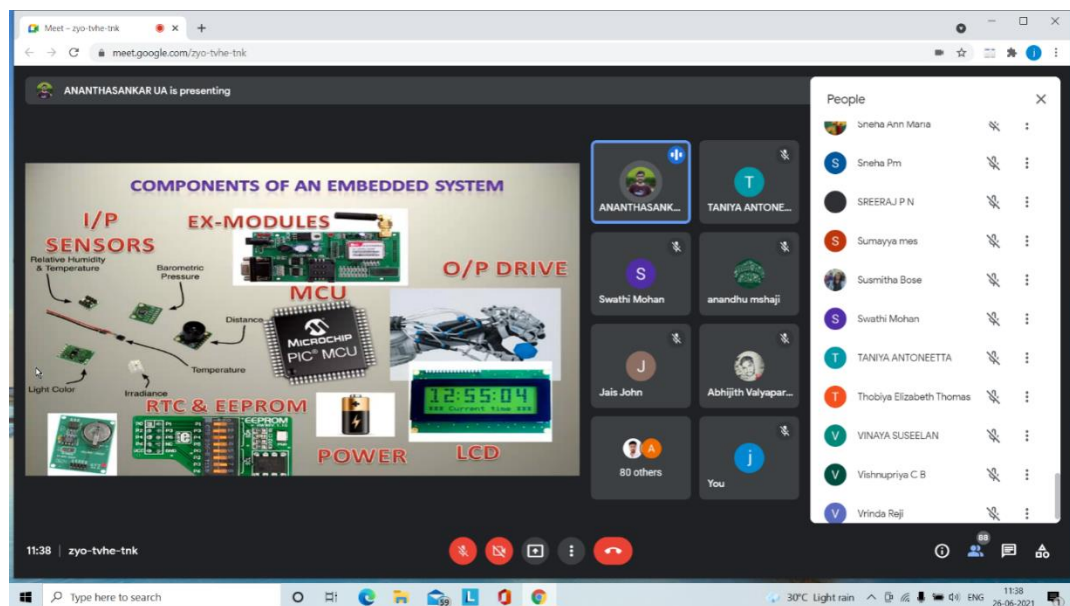 Meet – zyo-tvhe-tnk
meet.google.com/zyo-tvhe-tnk
ANANTHASANKAR UA is presenting
COMPONENTS OF AN EMBEDDED SYSTEM
I/P
SENSORS
EX-MODULES
Relative Humidity
& Temperature
Barometric
Pressure
O/P DRIVE
MCU
Distance
MICROCHIP
PIC® MCU
Temperature
Light Color
Irradiance
12:55:04
*** Current time ***
RTC & EEPROM
EEPROM
POWER
LCD
ANANTHASANK...
T
TANIYA ANTONE...
S
Swathi Mohan
anandhu mshaji
J
Jais John
Abhijith Valyapar...
A
80 others
j
You
People
Sneha Ann Maria
S
Sneha Pm
SREERAJ P N
S
Sumayya mes
Susmitha Bose
S
Swathi Mohan
T
TANIYA ANTONEETTA
T
Thobiya Elizabeth Thomas
V
VINAYA SUSEELAN
V
Vishnupriya C B
V
Vrinda Reji
11:38 | zyo-tvhe-tnk
88
Type here to search
59
30°C Light rain
ENG
11:38
26-06-2021